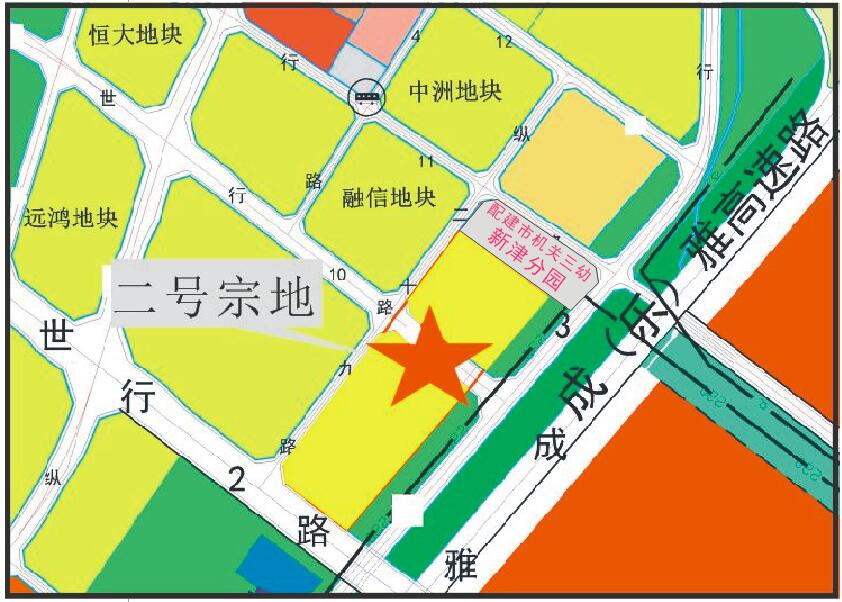 恒大地块
世
行
4
12
行
中洲地块
纵
11
路
融信地块
行
远鸿地块
二
配建市机关三幼
新津分园
10
十
路
二号宗地
力
3
世
行
2
路
路
纵
成（乐）雅高速路
成
雅